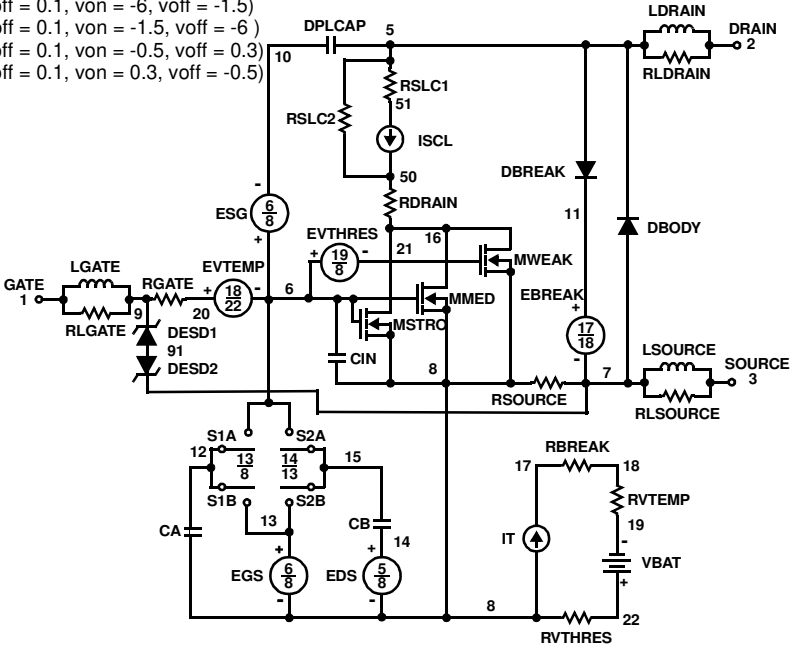 off = 0.1, von = -6, voff = -1.5)
off = 0.1, von = -1.5, voff = -6 )
off = 0.1, von = -0.5, voff = 0.3)
off = 0.1, von = 0.3, voff = -0.5)
LDRAIN
DPLCAP 5 DRAIN
10 2
RLDRAIN
RSLC1
51
RSLC2
ISCL
50
DBREAK
RDRAIN
- ESG 6/8 +
11
DBODY
EVTHRES
+ 19/8 -
16
21
MWEAK
LGATE
EVTEMP
GATE RGATE
1
+ 18/22 -
6
EBREAK
MMED
RLGATE
9 20
MSTRO
+ 17/18 -
DESD1
91
DESD2
CIN
8
LSOURCE
7 SOURCE
3
RSOURCE
RLSOURCE
S1A S2A
12 13/8 14/13 15
S1B S2B
RBREAK
17 18
13
RVTEMP
CA CB
19
14
IT
-
VBAT
+
+ +
EGS 6/8 EDS 5/8
- -
8
22
RVTHRES